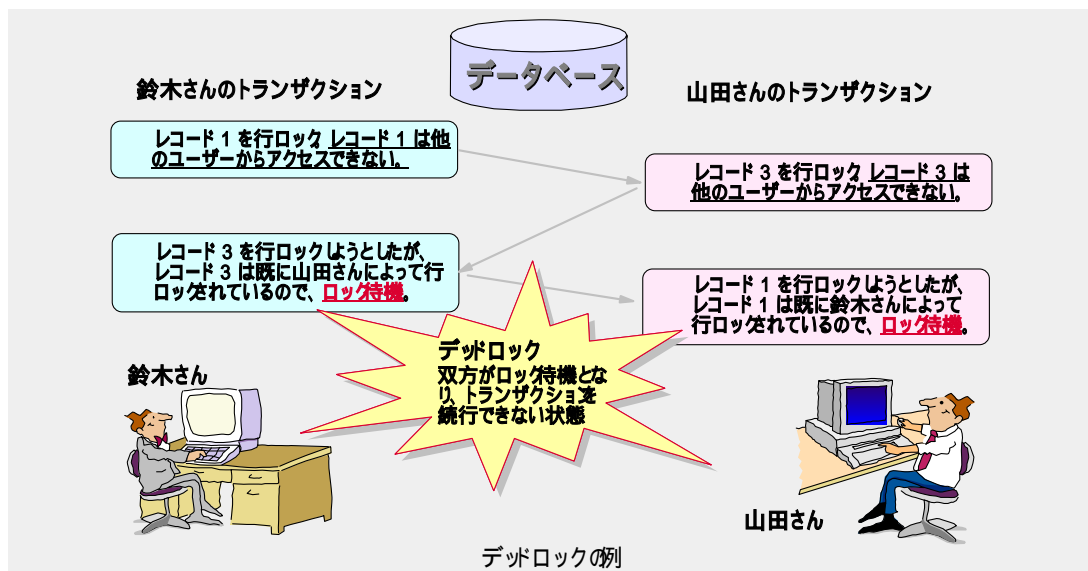 データベース
鈴木さんのトランザクション
山田さんのトランザクション
レコード 1 を行ロック。レコード 1 は他
のユーザーからアクセスできない。
レコード 3 を行ロック。レコード 3 は
他のユーザーからアクセスできない。
レコード 3 を行ロックしようとしたが、
レコード 3 は既に山田さんによって行
ロックされているので、ロック待機。
レコード 1 を行ロックしようとしたが、
レコード 1 は既に鈴木さんによって
行ロックされているので、ロック待機。
デッドロック
双方がロック待機とな
り、トランザクションを
続行できない状態
鈴木さん
山田さん
デッドロックの例